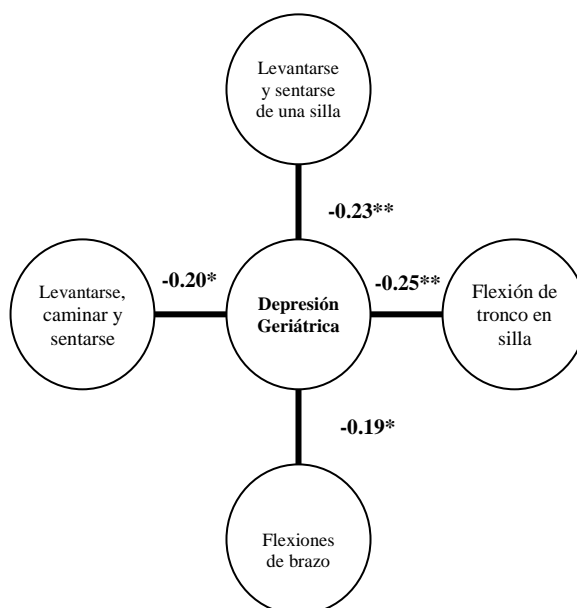 Levantarse
y sentarse
de una silla
-0.23**
Levantarse,
caminar y
sentarse
-0.20*
Depresión
Geriátrica
-0.25**
Flexión de
tronco en
silla
-0.19*
Flexiones
de brazo